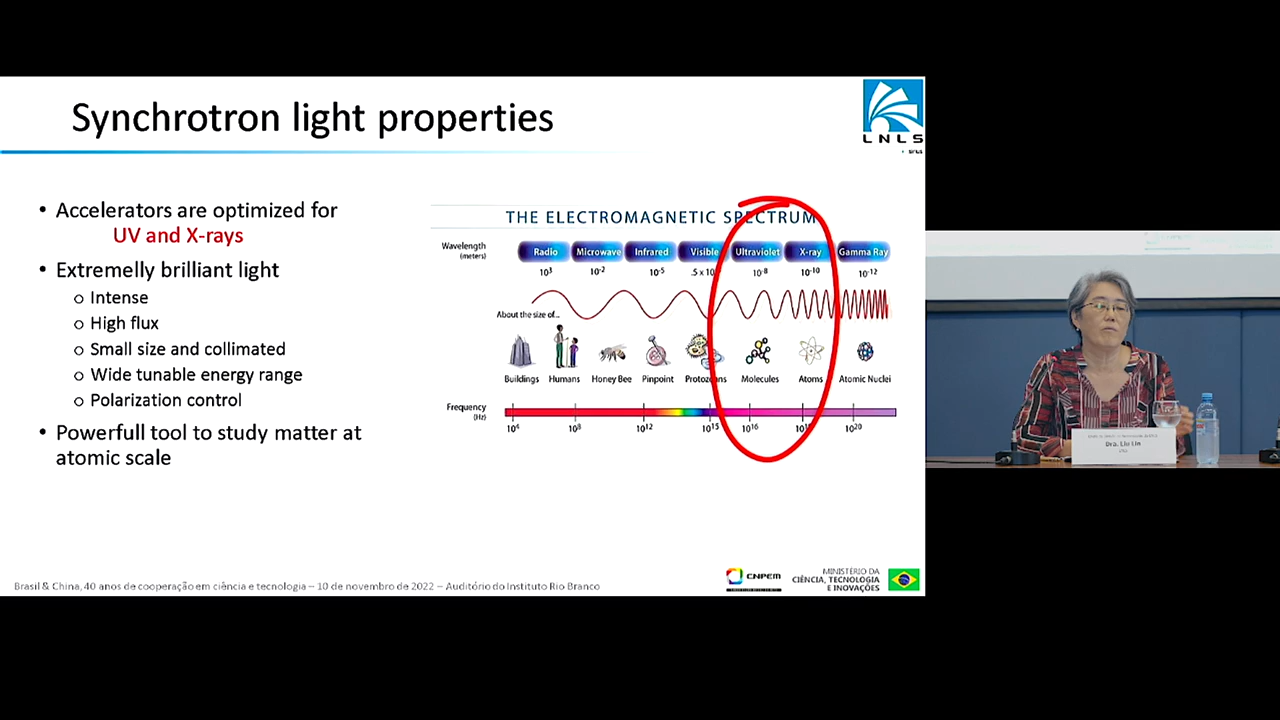 Synchrotron light properties
LNLS
sirius
• Accelerators are optimized for
UV and X-rays
• Extremelly brilliant light
o Intense
o High flux
o Small size and collimated
o Wide tunable energy range
o Polarization control
• Powerfull tool to study matter at
atomic scale
THE ELECTROMAGNETIC SPECTRUM
Wavelength
(meters)
Radio Microwave Infrared Visible Ultraviolet X-ray Gamma Ray
10³ 10⁻² 10⁻⁵ .5 x 10 10⁻⁸ 10⁻¹⁰ 10⁻¹²
About the size of...
Buildings Humans Honey Bee Pinpoint Protozoans Molecules Atoms Atomic Nuclei
Frequency
(Hz)
10⁴ 10⁸ 10¹² 10¹⁵ 10¹⁶ 10²⁰
Brasil & China, 40 anos de cooperação em ciência e tecnologia – 10 de novembro de 2022 – Auditório do Instituto Rio Branco
CNPEM
MINISTÉRIO DA
CIÊNCIA, TECNOLOGIA
E INOVAÇÕES
Dra. Liu Lin